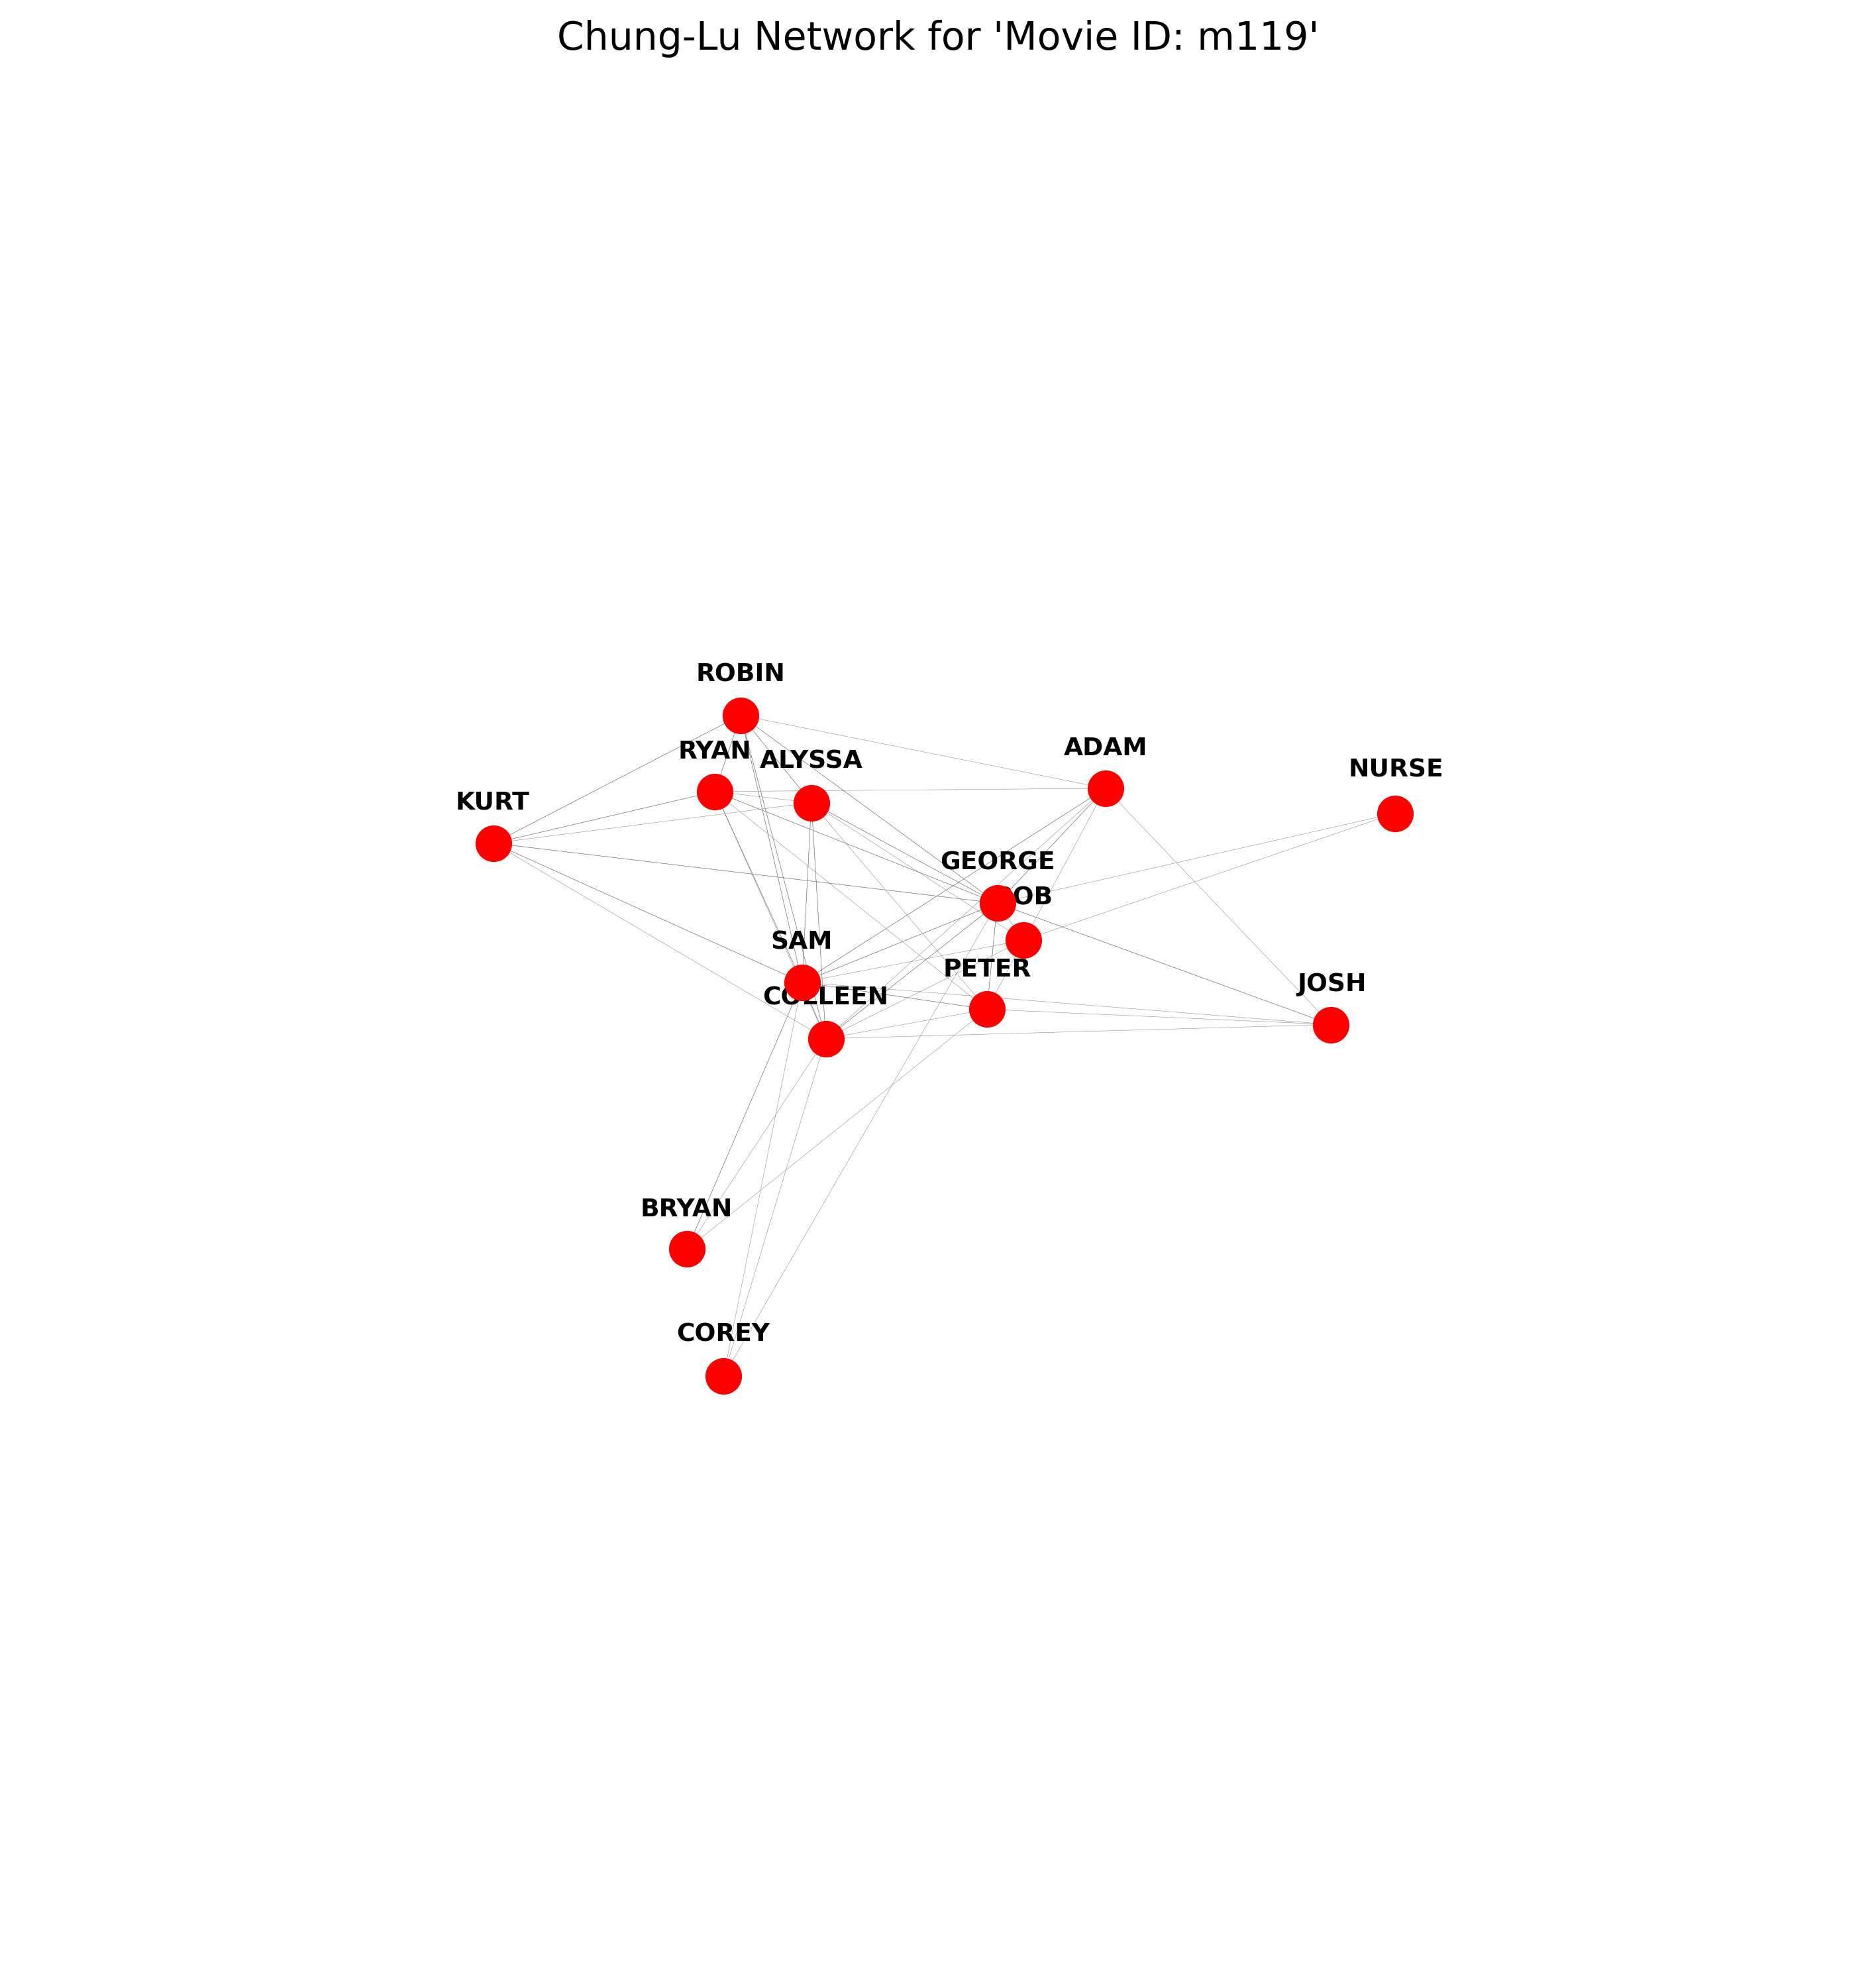 Chung-Lu Network for 'Movie ID: m119'
ROBIN
RYAN
ALYSSA
ADAM
NURSE
KURT
GEORGE
SAM
PETER
JOSH
COLLEEN
BRYAN
COREY